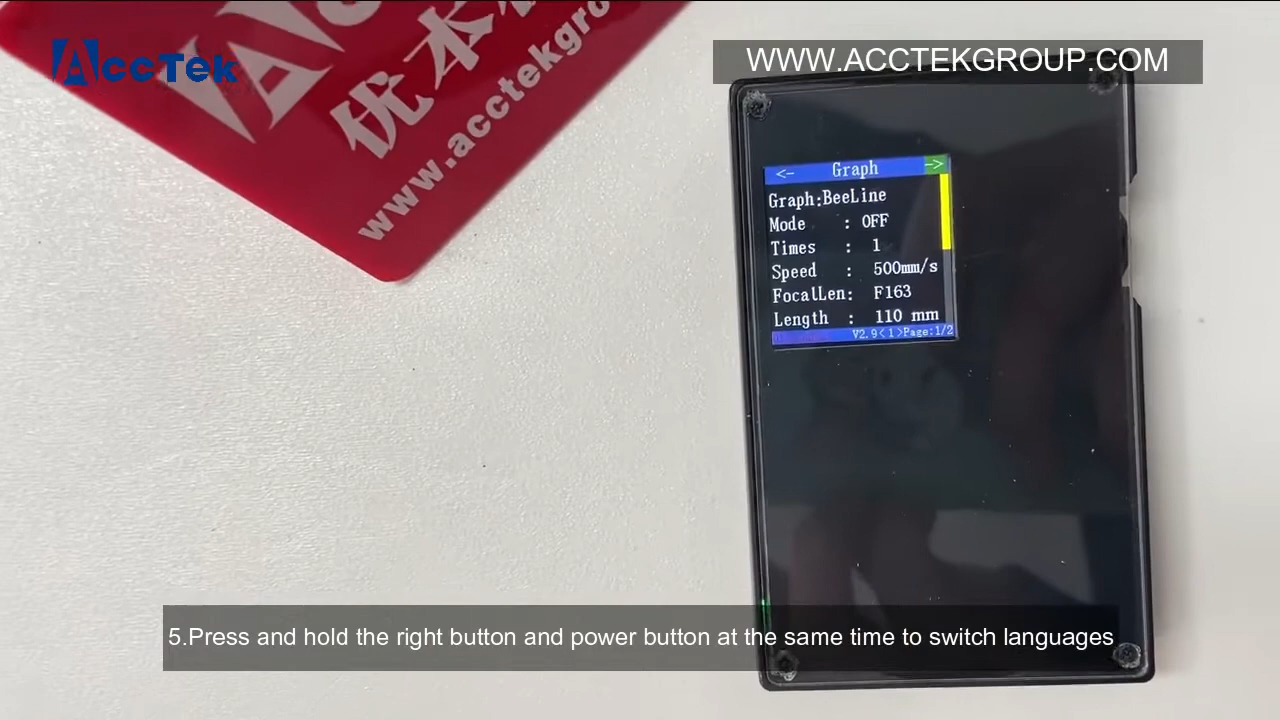 AccTek
优本
www.acctekgro
WWW.ACCTEKGROUP.COM
<- Graph ->
Graph:BeeLine
Mode : OFF
Times : 1
Speed : 500mm/s
FocalLen: F163
Length : 110 mm
V2.9<1>Page:1/2
5.Press and hold the right button and power button at the same time to switch languages